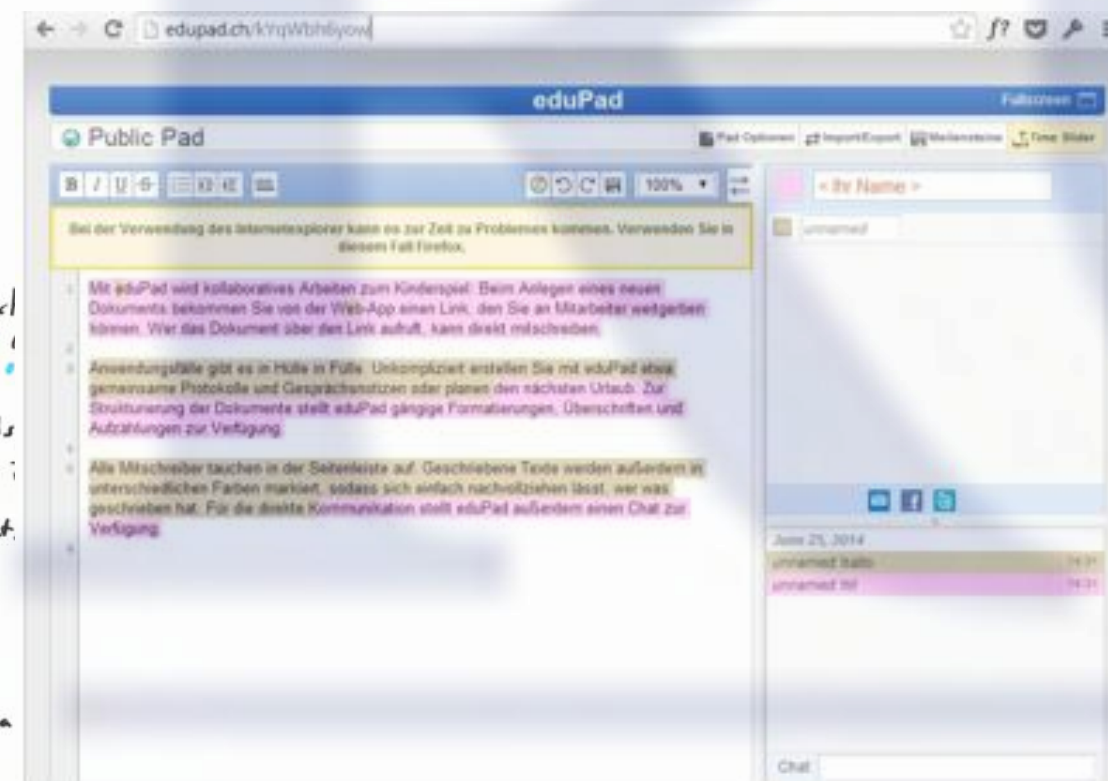 edupad.ch/kYrqWbh6yow
eduPad
Fullscreen
Public Pad
Pad Optionen Import/Export Meilensteine Time Slider
B I U S
100%
< Ihr Name >
unnamed
Bei der Verwendung des Internetexplorer kann es zur Zeit zu Problemen kommen. Verwenden Sie in
diesem Fall Firefox.
Mit eduPad wird kollaboratives Arbeiten zum Kinderspiel: Beim Anlegen eines neuen
Dokuments bekommen Sie von der Web-App einen Link, den Sie an Mitarbeiter weitgerben
können. Wer das Dokument über den Link aufruft, kann direkt mitschreiben.
Anwendungsfälle gibt es in Hülle in Fülle. Unkompliziert erstellen Sie mit eduPad etwa
gemeinsame Protokolle und Gesprächsnotizen oder planen den nächsten Urlaub. Zur
Strukturierung der Dokumente stellt eduPad gängige Formatierungen, Überschriften und
Aufzählungen zur Verfügung.
Alle Mitschreiber tauchen in der Seitenleiste auf. Geschriebene Texte werden außerdem in
unterschiedlichen Farben markiert, sodass sich einfach nachvollziehen lässt, wer was
geschrieben hat. Für die direkte Kommunikation stellt eduPad außerdem einen Chat zur
Verfügung.
June 25, 2014
unnamed hallo
unnamed
Chat